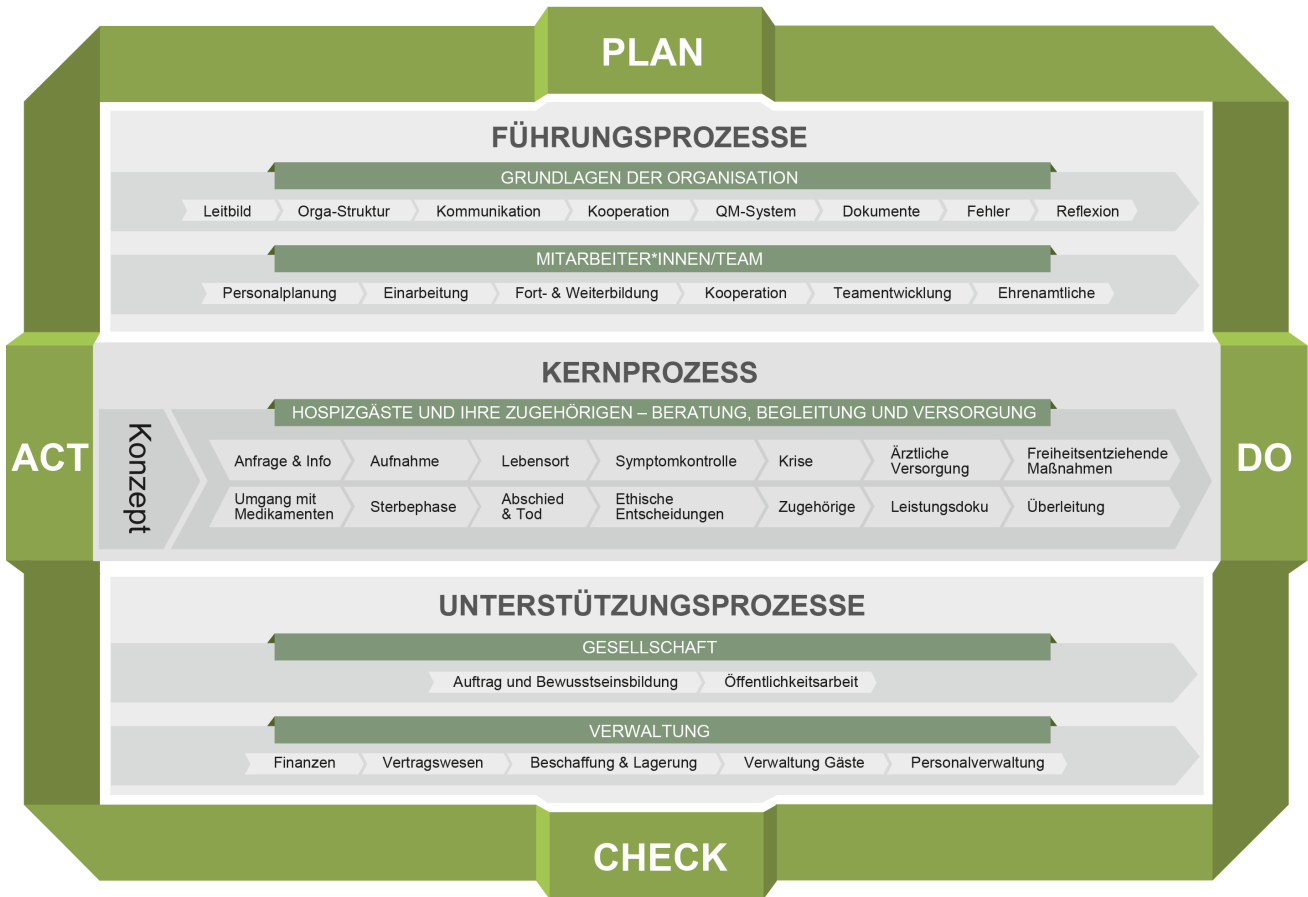 PLAN
FÜHRUNGSPROZESSE
GRUNDLAGEN DER ORGANISATION
Leitbild Orga-Struktur Kommunikation Kooperation QM-System Dokumente Fehler Reflexion
MITARBEITER*INNEN/TEAM
Personalplanung Einarbeitung Fort- & Weiterbildung Kooperation Teamentwicklung Ehrenamtliche
ACT
KERNPROZESS
HOSPIZGÄSTE UND IHRE ZUGEHÖRIGEN – BERATUNG, BEGLEITUNG UND VERSORGUNG
Konzept
Anfrage & Info Aufnahme Lebensort Symptomkontrolle Krise Ärztliche Versorgung Freiheitsentziehende Maßnahmen
Umgang mit Medikamenten Sterbephase Abschied & Tod Ethische Entscheidungen Zugehörige Leistungsdoku Überleitung
DO
UNTERSTÜTZUNGSPROZESSE
GESELLSCHAFT
Auftrag und Bewusstseinsbildung Öffentlichkeitsarbeit
VERWALTUNG
Finanzen Vertragswesen Beschaffung & Lagerung Verwaltung Gäste Personalverwaltung
CHECK